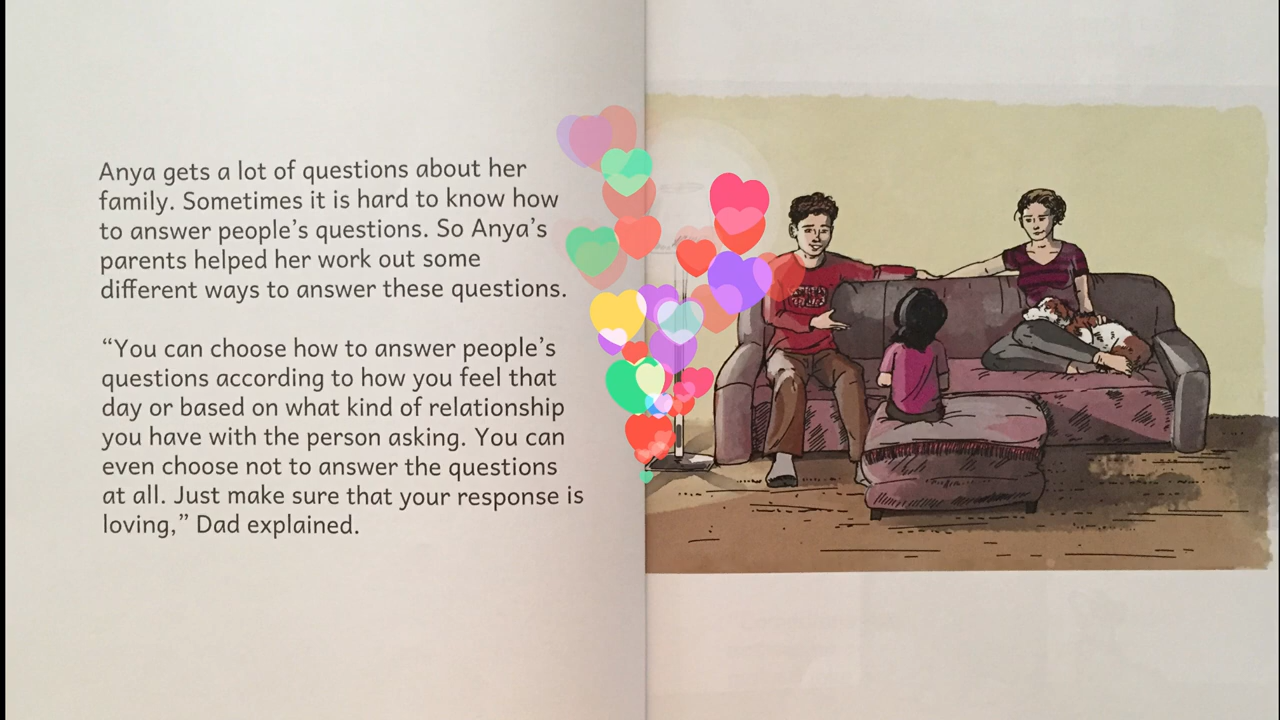 Anya gets a lot of questions about her
family. Sometimes it is hard to know how
to answer people’s questions. So Anya’s
parents helped her work out some
different ways to answer these questions.
“You can choose how to answer people’s
questions according to how you feel that
day or based on what kind of relationship
you have with the person asking. You can
even choose not to answer the questions
at all. Just make sure that your response is
loving,” Dad explained.